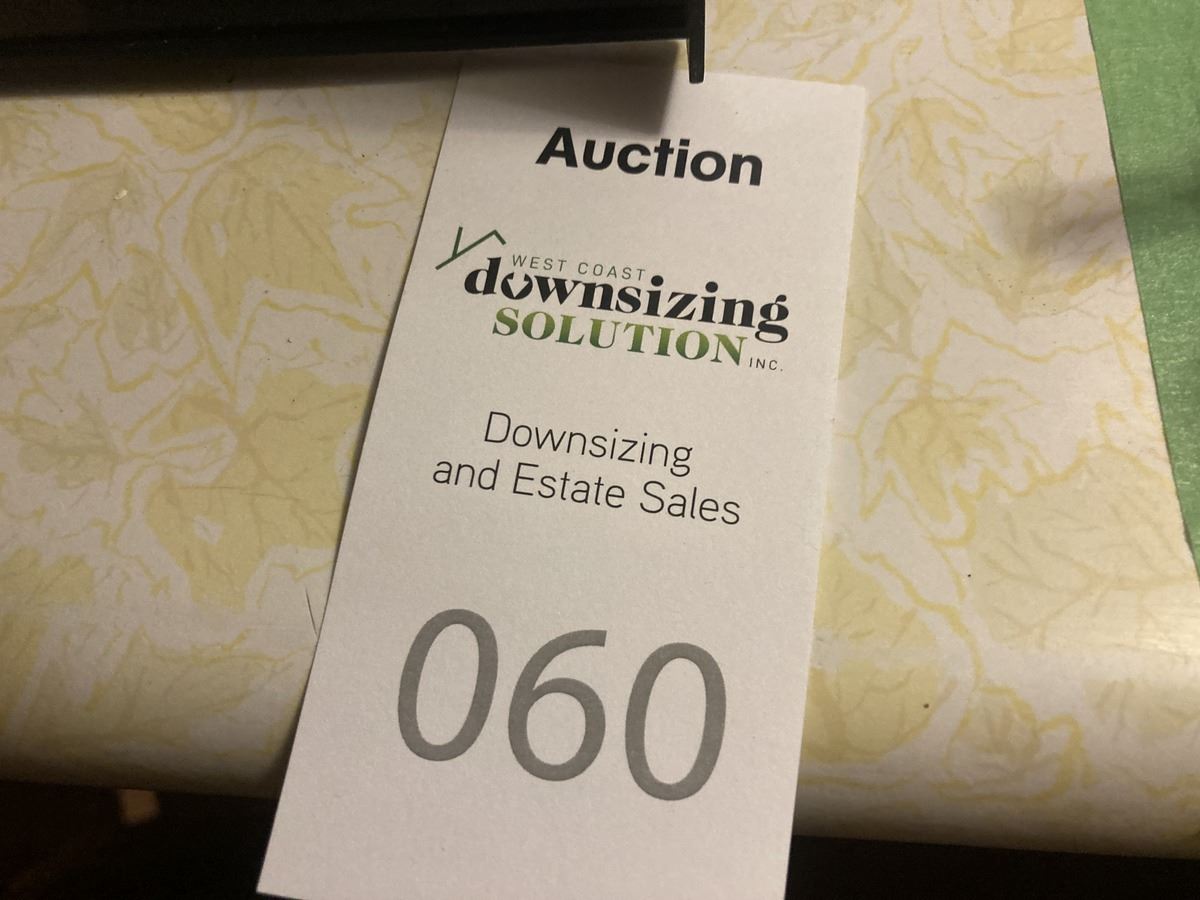 Auction
WEST COAST
downsizing
SOLUTION INC.
Downsizing
and Estate Sales
060